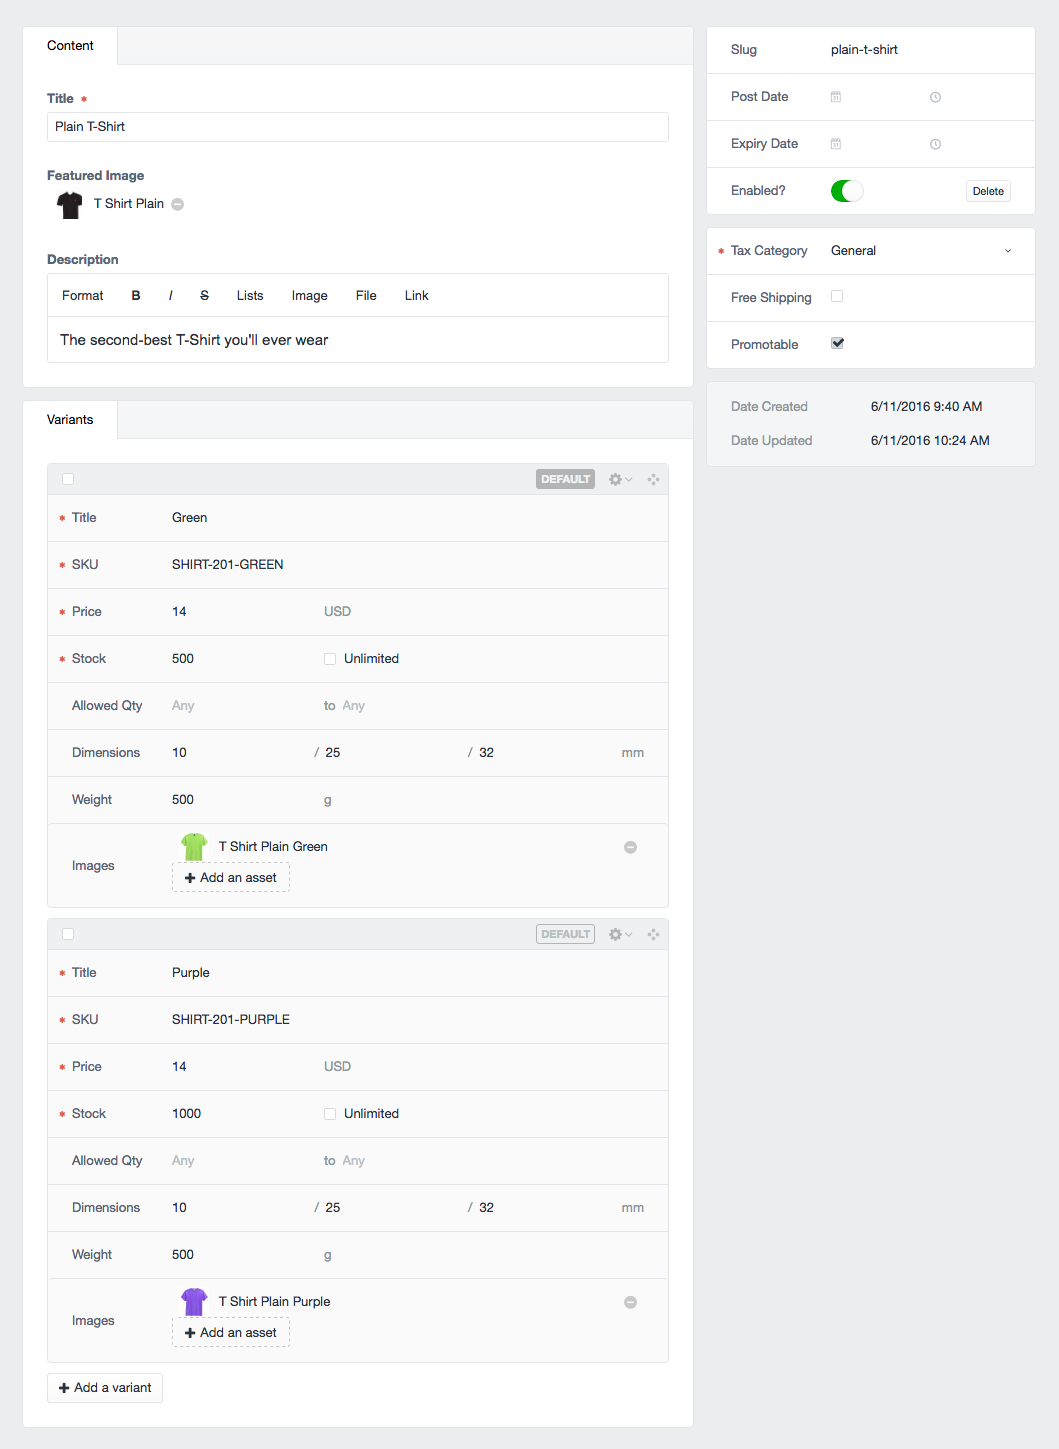 Content
Title *
Plain T-Shirt
Featured Image
T Shirt Plain
Description
Format B I S Lists Image File Link
The second-best T-Shirt you'll ever wear
Variants
DEFAULT
* Title Green
* SKU SHIRT-201-GREEN
* Price 14 USD
* Stock 500 Unlimited
Allowed Qty Any to Any
Dimensions 10 / 25 / 32 mm
Weight 500 g
Images T Shirt Plain Green
+ Add an asset
DEFAULT
* Title Purple
* SKU SHIRT-201-PURPLE
* Price 14 USD
* Stock 1000 Unlimited
Allowed Qty Any to Any
Dimensions 10 / 25 / 32 mm
Weight 500 g
Images T Shirt Plain Purple
+ Add an asset
+ Add a variant
Slug plain-t-shirt
Post Date
Expiry Date
Enabled? Delete
* Tax Category General
Free Shipping
Promotable
Date Created 6/11/2016 9:40 AM
Date Updated 6/11/2016 10:24 AM